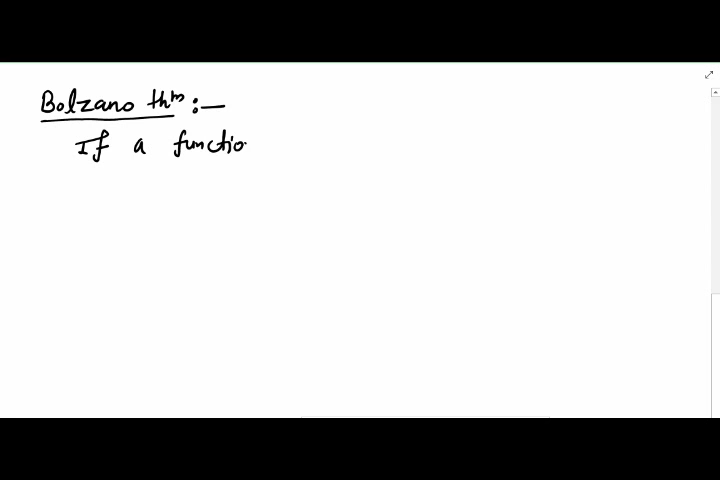 Bolzano thm :—
If a functio